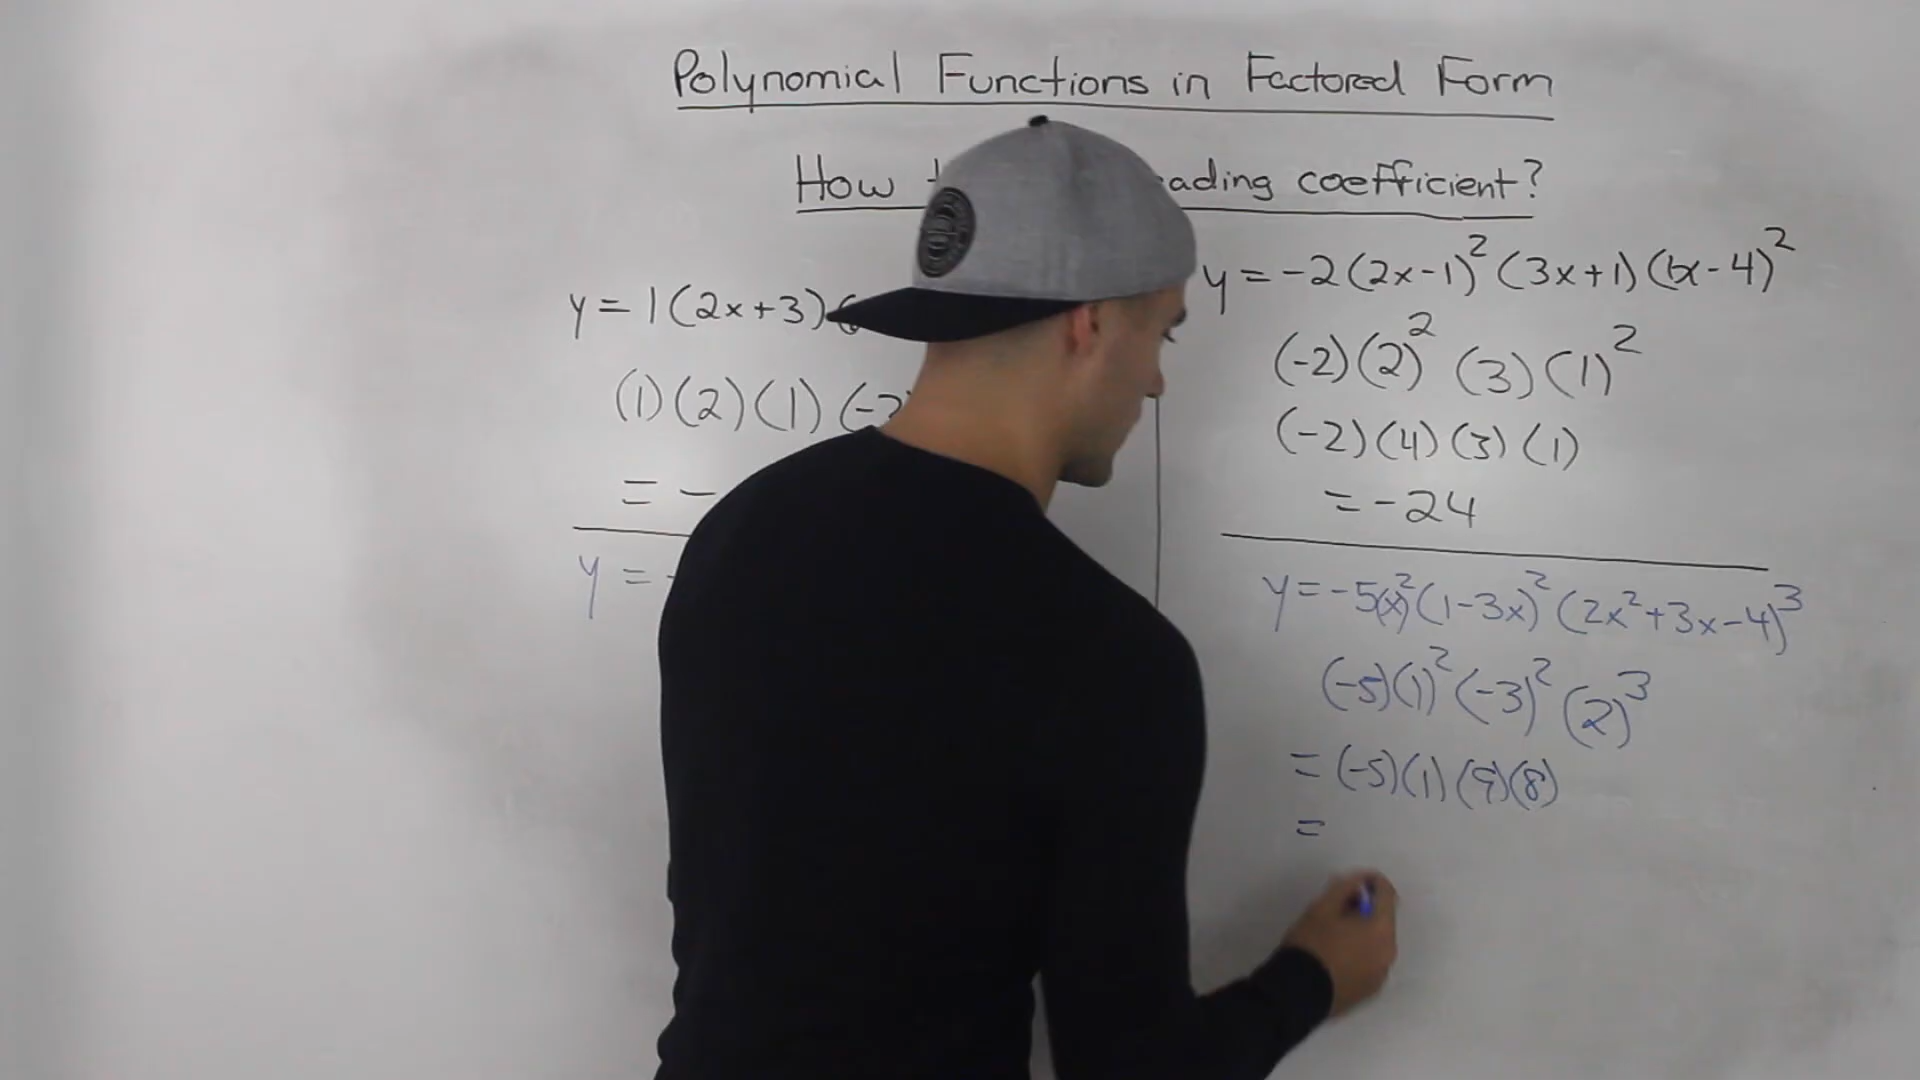 Polynomial Functions in Factored Form
How ading coefficient?
y = 1(2x+3)(
(1)(2)(1)(-2
= -
y = -
y = -2(2x-1)² (3x+1)(x-4)²
(-2)(2)² (3)(1)²
(-2)(4)(3)(1)
= -24
y = -5(x)²(1-3x)² (2x²+3x-4)³
(-5)(1)² (-3)² (2)³
= (-5)(1)(9)(8)
=